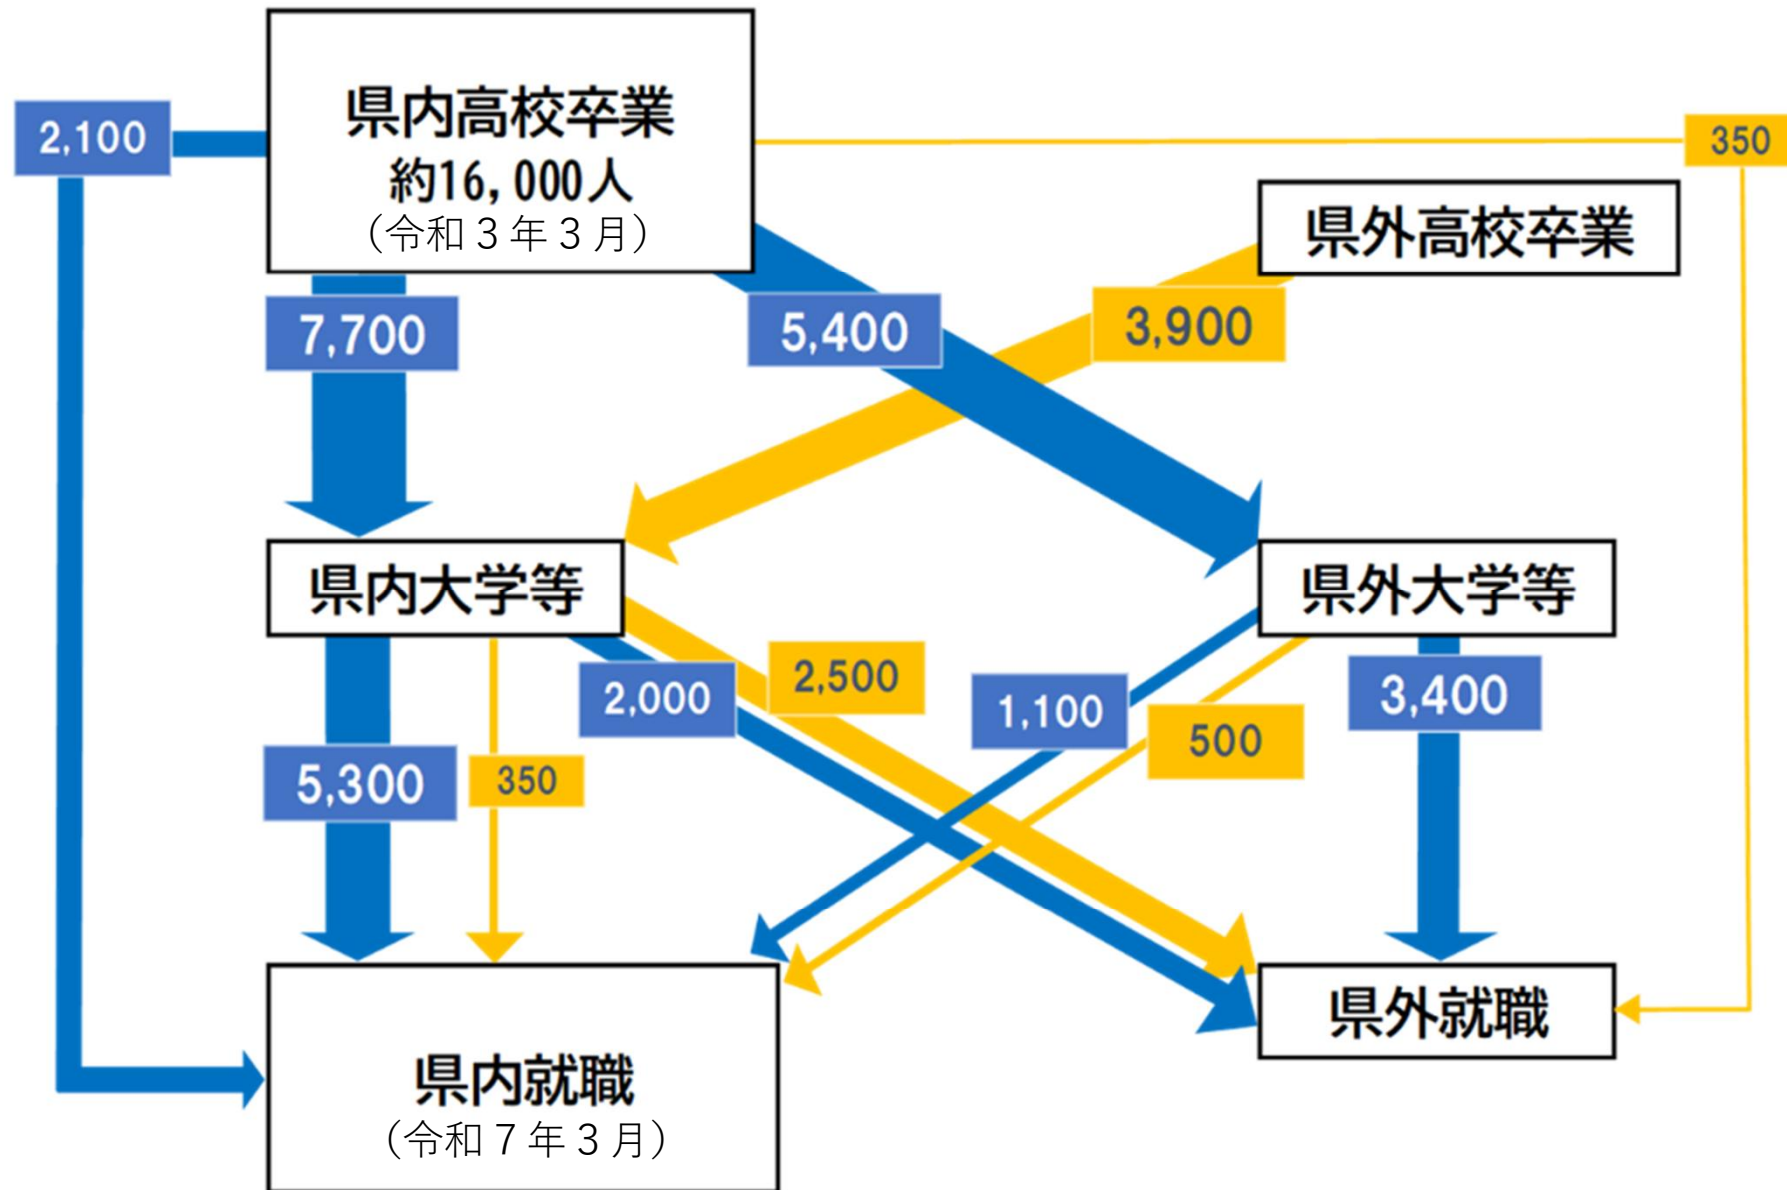 県内高校卒業
約16,000人
（令和３年３月）
2,100
350
県外高校卒業
7,700
5,400
3,900
県内大学等
県外大学等
2,000
2,500
1,100
500
3,400
5,300
350
県内就職
（令和７年３月）
県外就職